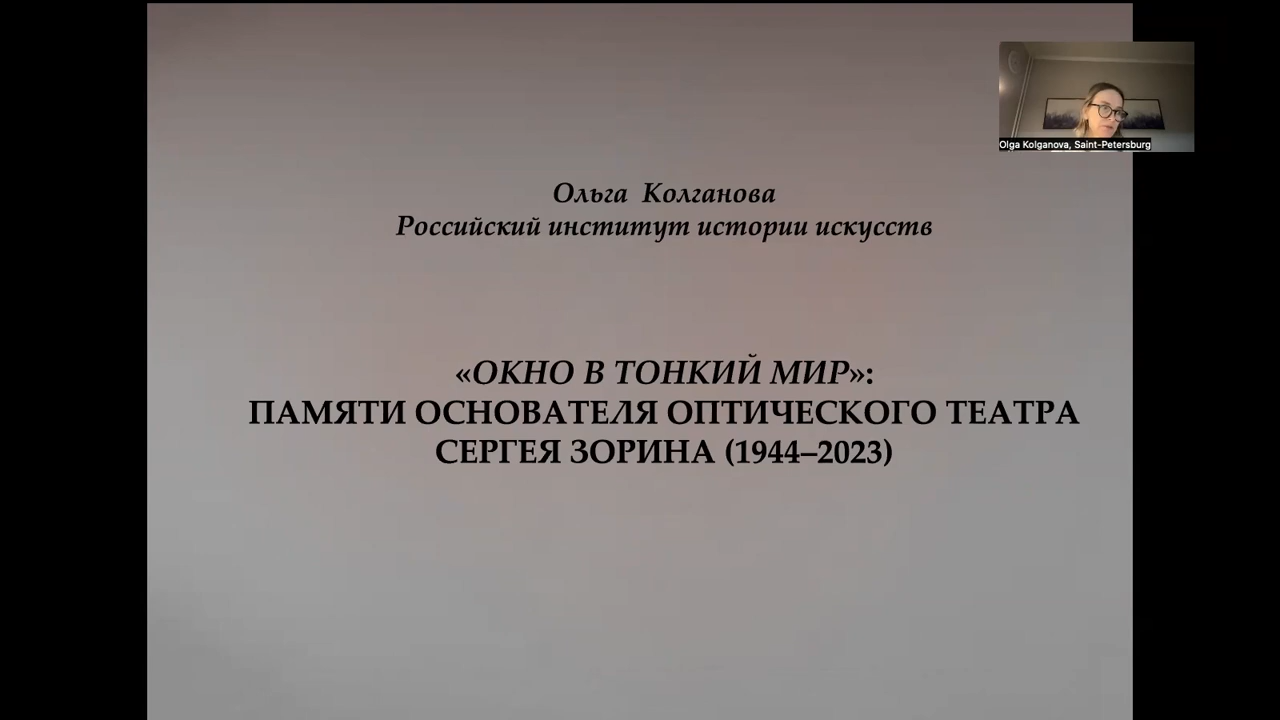 Olga Kolganova, Saint-Petersburg
Ольга Колганова
Российский институт истории искусств
«ОКНО В ТОНКИЙ МИР»:
ПАМЯТИ ОСНОВАТЕЛЯ ОПТИЧЕСКОГО ТЕАТРА
СЕРГЕЯ ЗОРИНА (1944–2023)